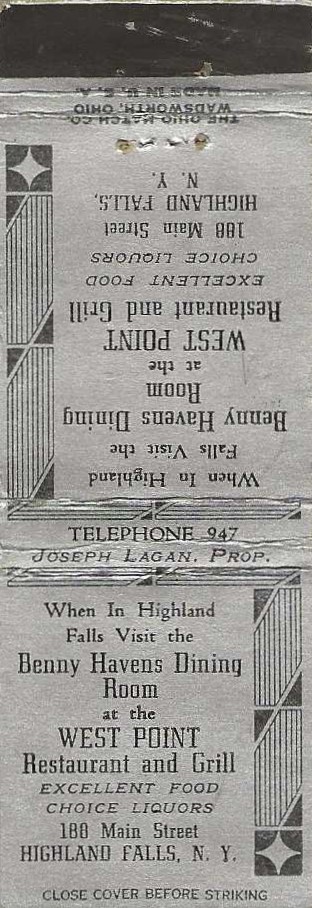 THE OHIO MATCH CO.
WADSWORTH, OHIO
MADE IN U. S. A.
When In Highland
Falls Visit the
Benny Havens Dining
Room
at the
WEST POINT
Restaurant and Grill
EXCELLENT FOOD
CHOICE LIQUORS
188 Main Street
HIGHLAND FALLS,
N. Y.
TELEPHONE 947
JOSEPH LAGAN, PROP.
When In Highland
Falls Visit the
Benny Havens Dining
Room
at the
WEST POINT
Restaurant and Grill
EXCELLENT FOOD
CHOICE LIQUORS
188 Main Street
HIGHLAND FALLS, N. Y.
CLOSE COVER BEFORE STRIKING